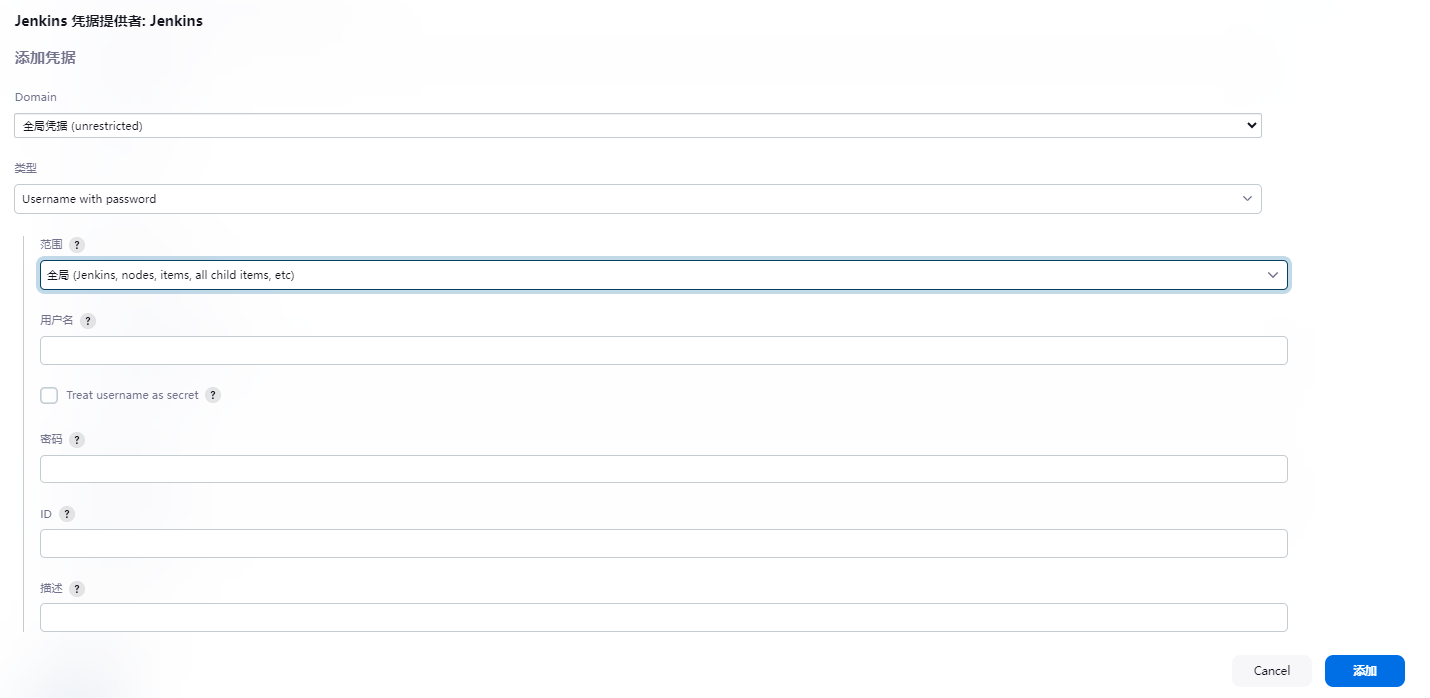 Jenkins 凭据提供者: Jenkins
添加凭据
Domain
全局凭据 (unrestricted)
类型
Username with password
范围 ?
全局 (Jenkins, nodes, items, all child items, etc)
用户名 ?
Treat username as secret ?
密码 ?
ID ?
描述 ?
Cancel 添加